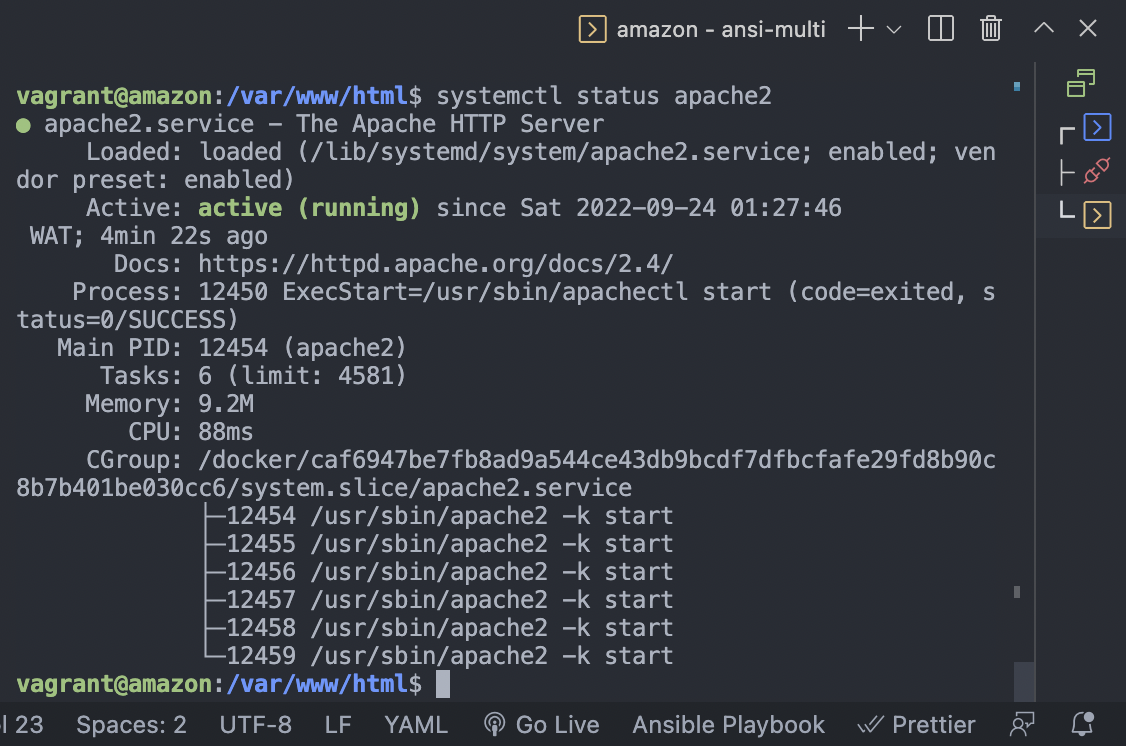 amazon - ansi-multi
vagrant@amazon:/var/www/html$ systemctl status apache2
● apache2.service - The Apache HTTP Server
     Loaded: loaded (/lib/systemd/system/apache2.service; enabled; ven
dor preset: enabled)
     Active: active (running) since Sat 2022-09-24 01:27:46
 WAT; 4min 22s ago
       Docs: https://httpd.apache.org/docs/2.4/
    Process: 12450 ExecStart=/usr/sbin/apachectl start (code=exited, s
tatus=0/SUCCESS)
   Main PID: 12454 (apache2)
      Tasks: 6 (limit: 4581)
     Memory: 9.2M
        CPU: 88ms
     CGroup: /docker/caf6947be7fb8ad9a544ce43db9bcdf7dfbcfafe29fd8b90c
8b7b401be030cc6/system.slice/apache2.service
             ├─12454 /usr/sbin/apache2 -k start
             ├─12455 /usr/sbin/apache2 -k start
             ├─12456 /usr/sbin/apache2 -k start
             ├─12457 /usr/sbin/apache2 -k start
             ├─12458 /usr/sbin/apache2 -k start
             └─12459 /usr/sbin/apache2 -k start
vagrant@amazon:/var/www/html$
l 23 Spaces: 2 UTF-8 LF YAML Go Live Ansible Playbook Prettier